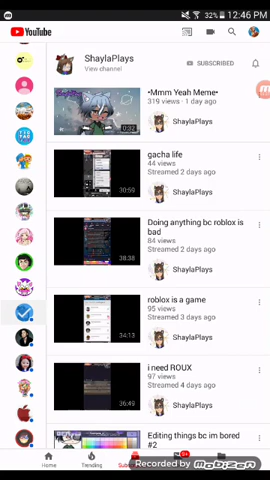 32% 12:46 PM
YouTube
ShaylaPlays
View channel
SUBSCRIBED
•Mmm Yeah Meme•
319 views · 1 day ago
0:32
ShaylaPlays
gacha life
44 views
Streamed 2 days ago
30:59
ShaylaPlays
Doing anything bc roblox is
bad
84 views
Streamed 2 days ago
38:38
ShaylaPlays
roblox is a game
95 views
Streamed 3 days ago
34:13
ShaylaPlays
i need ROUX
97 views
Streamed 4 days ago
36:49
ShaylaPlays
Editing things bc im bored
#2
Home
Trending
9+
Recorded by MOBIZEN